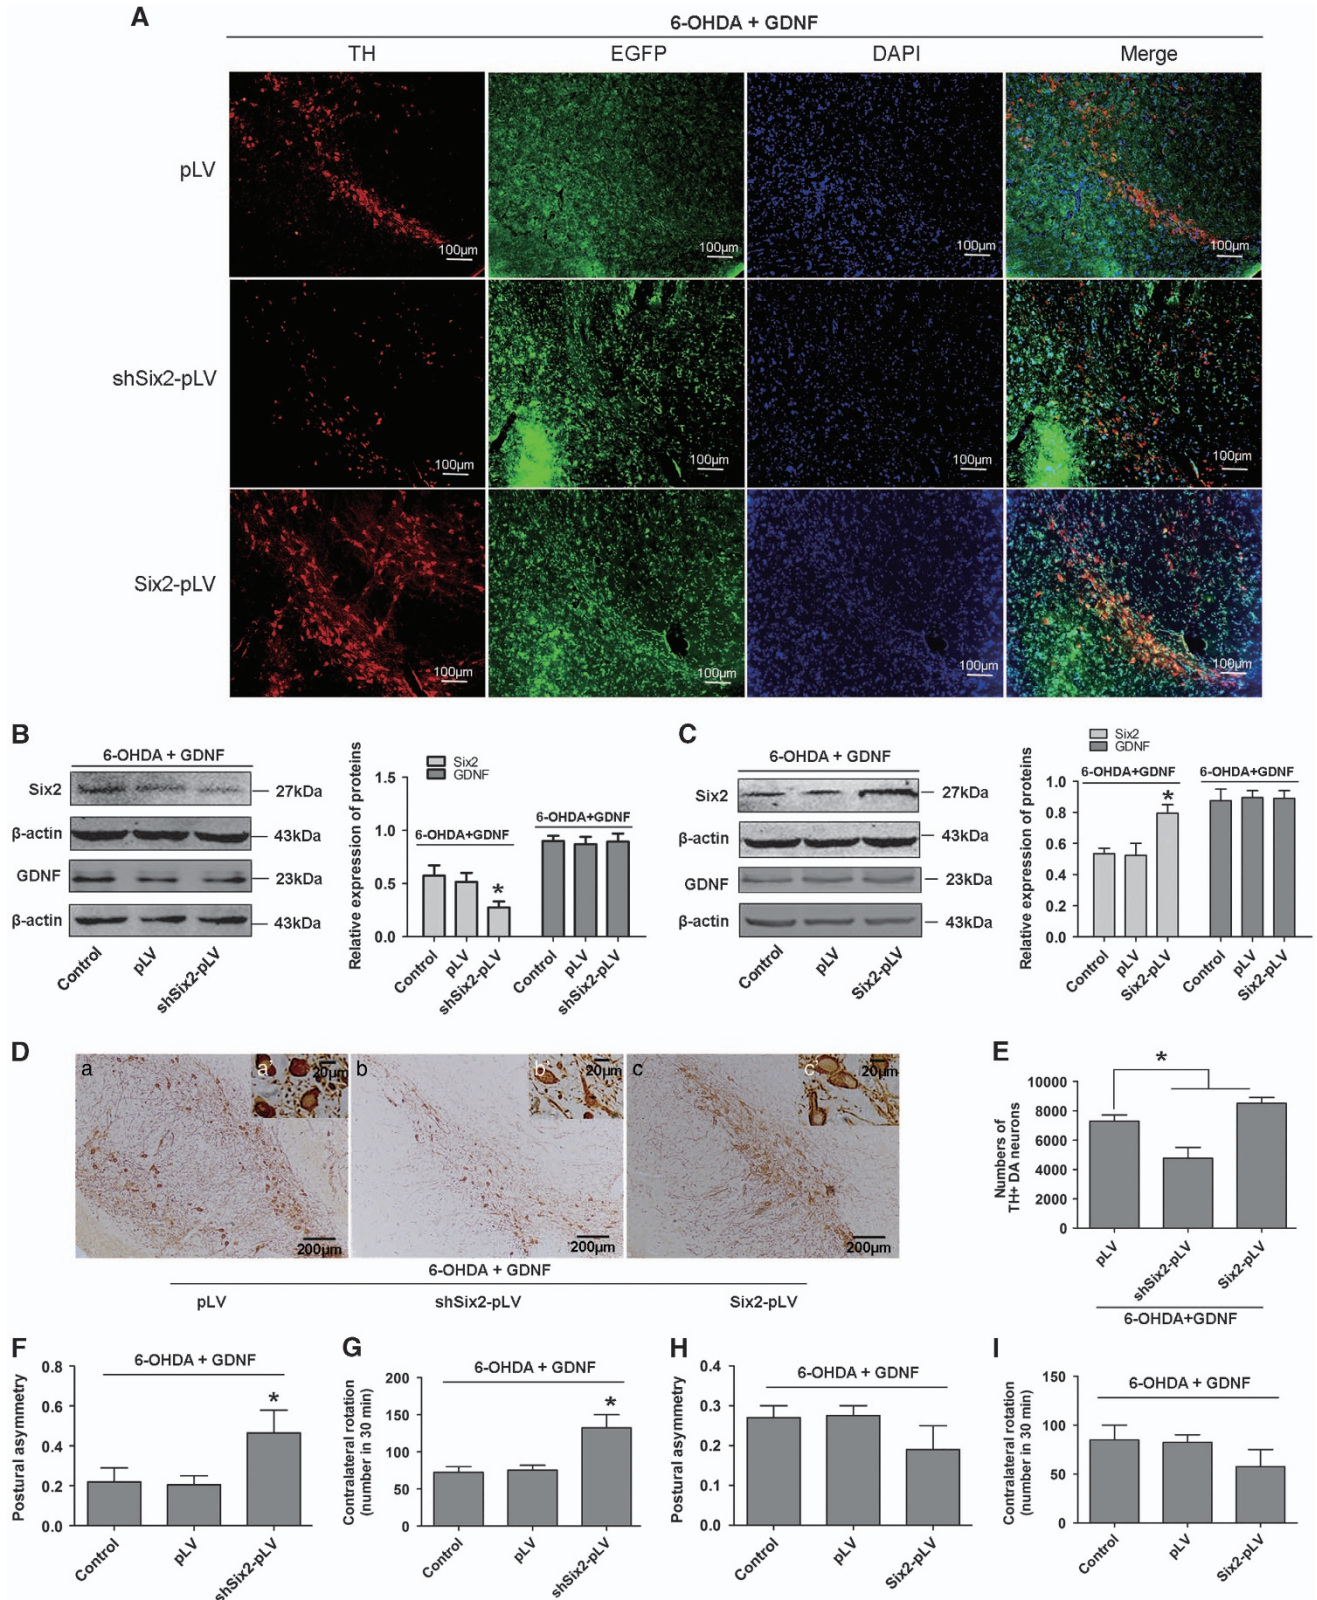 A
6-OHDA + GDNF
TH EGFP DAPI Merge
pLV
100μm 100μm 100μm 100μm
shSix2-pLV
100μm 100μm 100μm 100μm
Six2-pLV
100μm 100μm 100μm 100μm
B
6-OHDA + GDNF
Six2 27kDa
β-actin 43kDa
GDNF 23kDa
β-actin 43kDa
Control pLV shSix2-pLV
Six2
GDNF
Relative expression of proteins
1.5
1.0
0.5
0.0
6-OHDA+GDNF
6-OHDA+GDNF
*
Control pLV shSix2-pLV Control pLV shSix2-pLV
C
6-OHDA + GDNF
Six2 27kDa
β-actin 43kDa
GDNF 23kDa
β-actin 43kDa
Control pLV Six2-pLV
Six2
GDNF
Relative expression of proteins
1.0
0.8
0.6
0.4
0.2
0.0
6-OHDA+GDNF 6-OHDA+GDNF
*
Control pLV Six2-pLV Control pLV Six2-pLV
D
a a' 20μm b b' 20μm c c' 20μm
200μm 200μm 200μm
6-OHDA + GDNF
pLV shSix2-pLV Six2-pLV
E
*
Numbers of
TH+ DA neurons
10000
8000
6000
4000
2000
0
pLV shSix2-pLV Six2-pLV
6-OHDA+GDNF
F
6-OHDA + GDNF
Postural asymmetry
0.8
0.6
0.4
0.2
0.0
*
Control pLV shSix2-pLV
G
6-OHDA + GDNF
Contralateral rotation
(number in 30 min)
200
150
100
50
0
*
Control pLV shSix2-pLV
H
6-OHDA + GDNF
Postural asymmetry
0.4
0.3
0.2
0.1
0.0
Control pLV Six2-pLV
I
6-OHDA + GDNF
Contralateral rotation
(number in 30 min)
150
100
50
0
Control pLV Six2-pLV